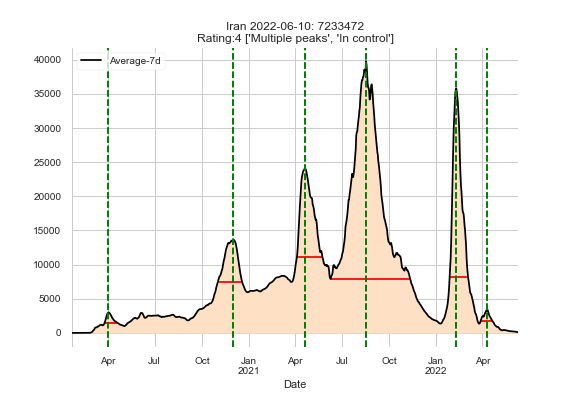 Iran 2022-06-10: 7233472
Rating:4 ['Multiple peaks', 'In control']
Average-7d
40000
35000
30000
25000
20000
15000
10000
5000
0
Apr Jul Oct Jan Apr Jul Oct Jan Apr
2021 2022
Date